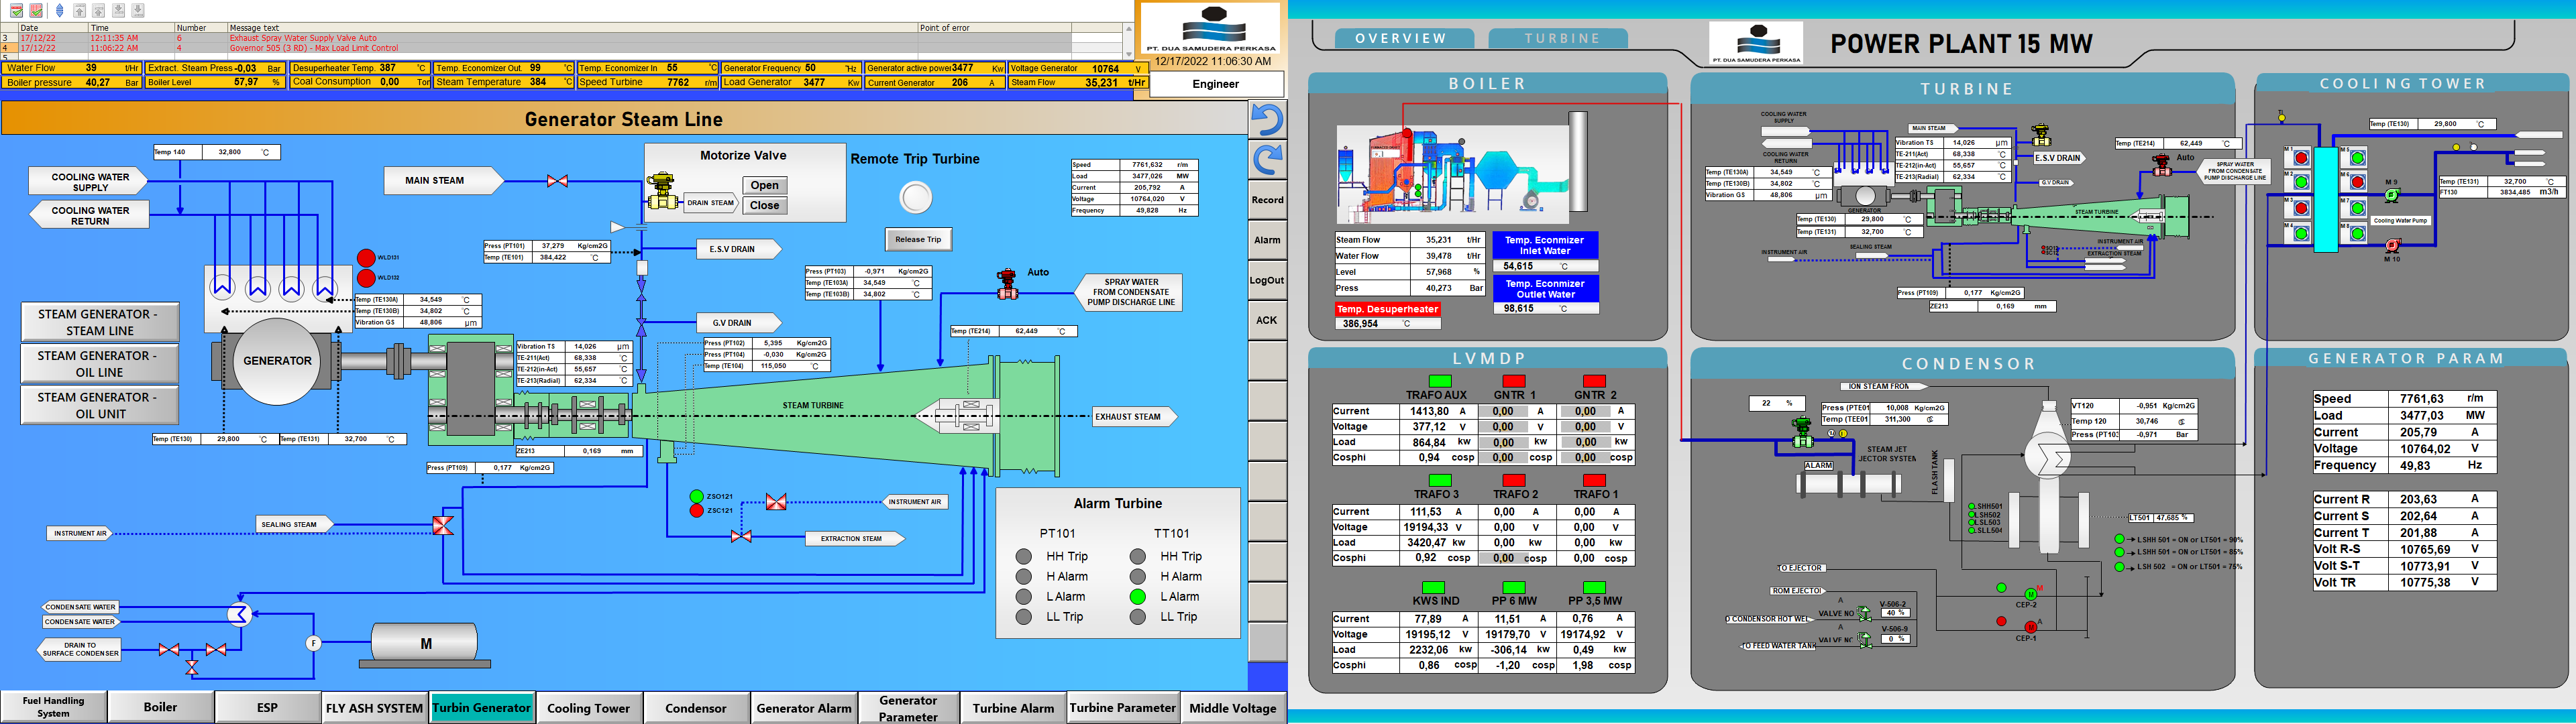 Date Time Number Message text Point of error
3 17/12/22 12:11:35 AM 6 Exhaust Spray Water Supply Valve Auto
4 17/12/22 11:06:22 AM 4 Governor 505 (3 RD) - Max Load Limit Control
5
PT. DUA SAMUDERA PERKASA
12/17/2022 11:06:30 AM
Engineer
Water Flow 39 t/Hr Extract. Steam Press -0,03 Bar Desuperheater Temp. 387 °C Temp. Economizer Out. 99 °C Temp. Economizer In 55 °C Generator Frequency 50 Hz Generator active power 3477 Kw Voltage Generator 10764 V
Boiler pressure 40,27 Bar Boiler Level 57,97 % Coal Consumption 0,00 Ton Steam Temperature 384 °C Speed Turbine 7762 r/m Load Generator 3477 Kw Current Generator 206 A Steam Flow 35,231 t/Hr
Generator Steam Line
Record
Alarm
LogOut
ACK
Temp 140 32,800 °C
COOLING WATER SUPPLY
COOLING WATER RETURN
MAIN STEAM
Motorize Valve
Open
Close
DRAIN STEAM
Remote Trip Turbine
Release Trip
Speed 7761,632 r/m
Load 3477,026 MW
Current 205,792 A
Voltage 10764,020 V
Frequency 49,828 Hz
Press (PT101) 37,279 Kg/cm2G
Temp (TE101) 384,422 °C
E.S.V DRAIN
WLD131
WLD132
Press (PT103) -0,971 Kg/cm2G
Temp (TE103A) 34,549 °C
Temp (TE103B) 34,802 °C
Auto
SPRAY WATER
FROM CONDENSATE
PUMP DISCHARGE LINE
Temp (TE130A) 34,549 °C
Temp (TE130B) 34,802 °C
Vibration GS 48,806 μm
STEAM GENERATOR -
STEAM LINE
STEAM GENERATOR -
OIL LINE
STEAM GENERATOR -
OIL UNIT
G.V DRAIN
Temp (TE214) 62,449 °C
GENERATOR
Vibration TS 14,026 μm
TE-211(Act) 68,338 °C
TE-212(in-Act) 55,657 °C
TE-213(Radial) 62,334 °C
Press (PT102) 5,395 Kg/cm2G
Press (PT104) -0,030 Kg/cm2G
Temp (TE104) 115,050 °C
STEAM TURBINE
EXHAUST STEAM
Temp (TE130) 29,800 °C Temp (TE131) 32,700 °C
ZE213 0,169 mm
Press (PT109) 0,177 Kg/cm2G
ZSO121
ZSC121
INSTRUMENT AIR
SEALING STEAM
INSTRUMENT AIR
EXTRACTION STEAM
Alarm Turbine
PT101 TT101
HH Trip HH Trip
H Alarm H Alarm
L Alarm L Alarm
LL Trip LL Trip
CONDENSATE WATER
CONDENSATE WATER
DRAIN TO
SURFACE CONDENSER
F
M
Fuel Handling System Boiler ESP FLY ASH SYSTEM Turbin Generator Cooling Tower Condensor Generator Alarm Generator Parameter Turbine Alarm Turbine Parameter Middle Voltage
OVERVIEW TURBINE
PT. DUA SAMUDERA PERKASA
POWER PLANT 15 MW
BOILER
Steam Flow 35,231 t/Hr
Water Flow 39,478 t/Hr
Level 57,968 %
Press 40,273 Bar
Temp. Desuperheater
386,954 °C
Temp. Econmizer
Inlet Water
54,615 °C
Temp. Econmizer
Outlet Water
98,615 °C
TURBINE
COOLING WATER
SUPPLY
COOLING WATER
RETURN
MAIN STEAM
Temp (TE130A) 34,549 °C
Temp (TE130B) 34,802 °C
Vibration GS 48,806 μm
Vibration TS 14,026 μm
TE-211(Act) 68,338 °C
TE-212(in-Act) 55,657 °C
TE-213(Radial) 62,334 °C
E.S.V DRAIN
G.V DRAIN
Temp (TE214) 62,449 °C
Auto
SPRAY WATER
FROM CONDENSATE
PUMP DISCHARGE LINE
GENERATOR
STEAM TURBINE
Temp (TE130) 29,800 °C
Temp (TE131) 32,700 °C
SEALING STEAM
INSTRUMENT AIR
INSTRUMENT AIR
EXTRACTION STEAM
Press (PT109) 0,177 Kg/cm2G
ZE213 0,169 mm
COOLING TOWER
Temp (TE130) 29,800 °C
M 1 M 5
M 2 M 6
M 3 M 7
M 4 M 8
M 9
Cooling Water Pump
M 10
Temp (TE131) 32,700 °C
FT130 3834,485 m3/h
LVMDP
TRAFO AUX GNTR 1 GNTR 2
Current 1413,80 A 0,00 A 0,00 A
Voltage 377,12 V 0,00 V 0,00 V
Load 864,84 kw 0,00 kw 0,00 kw
Cosphi 0,94 cosp 0,00 cosp 0,00 cosp
TRAFO 3 TRAFO 2 TRAFO 1
Current 111,53 A 0,00 A 0,00 A
Voltage 19194,33 V 0,00 V 0,00 V
Load 3420,47 kw 0,00 kw 0,00 kw
Cosphi 0,92 cosp 0,00 cosp 0,00 cosp
KWS IND PP 6 MW PP 3,5 MW
Current 77,89 A 11,51 A 0,76 A
Voltage 19195,12 V 19179,70 V 19174,92 V
Load 2232,06 kw -306,14 kw 0,49 kw
Cosphi 0,86 cosp -1,20 cosp 1,98 cosp
CONDENSOR
ION STEAM FROM
22 %
Press (PTE01 10,008 Kg/cm2G
Temp (TEE01 311,300
VT120 -0,951 Kg/cm2G
Temp 120 30,746
Press (PT103 -0,971 Bar
STEAM JET
JECTOR SYSTEM
ALARM
FLASH TANK
LSHH501
LSH502
LSL503
SLL504
LT501 47,685 %
LSHH 501 = ON or LT501 = 90%
LSHH 501 = ON or LT501 = 85%
LSH 502 = ON or LT501 = 75%
TO EJECTOR
ROM EJECTOR
A V-506-2
VALVE NO 40 %
O CONDENSOR HOT WEL
A V-506-9
VALVE NC 0 %
TO FEED WATER TANK
M
CEP-2
A
CEP-1
GENERATOR PARAM
Speed 7761,63 r/m
Load 3477,03 MW
Current 205,79 A
Voltage 10764,02 V
Frequency 49,83 Hz
Current R 203,63 A
Current S 202,64 A
Current T 201,88 A
Volt R-S 10765,69 V
Volt S-T 10773,91 V
Volt TR 10775,38 V